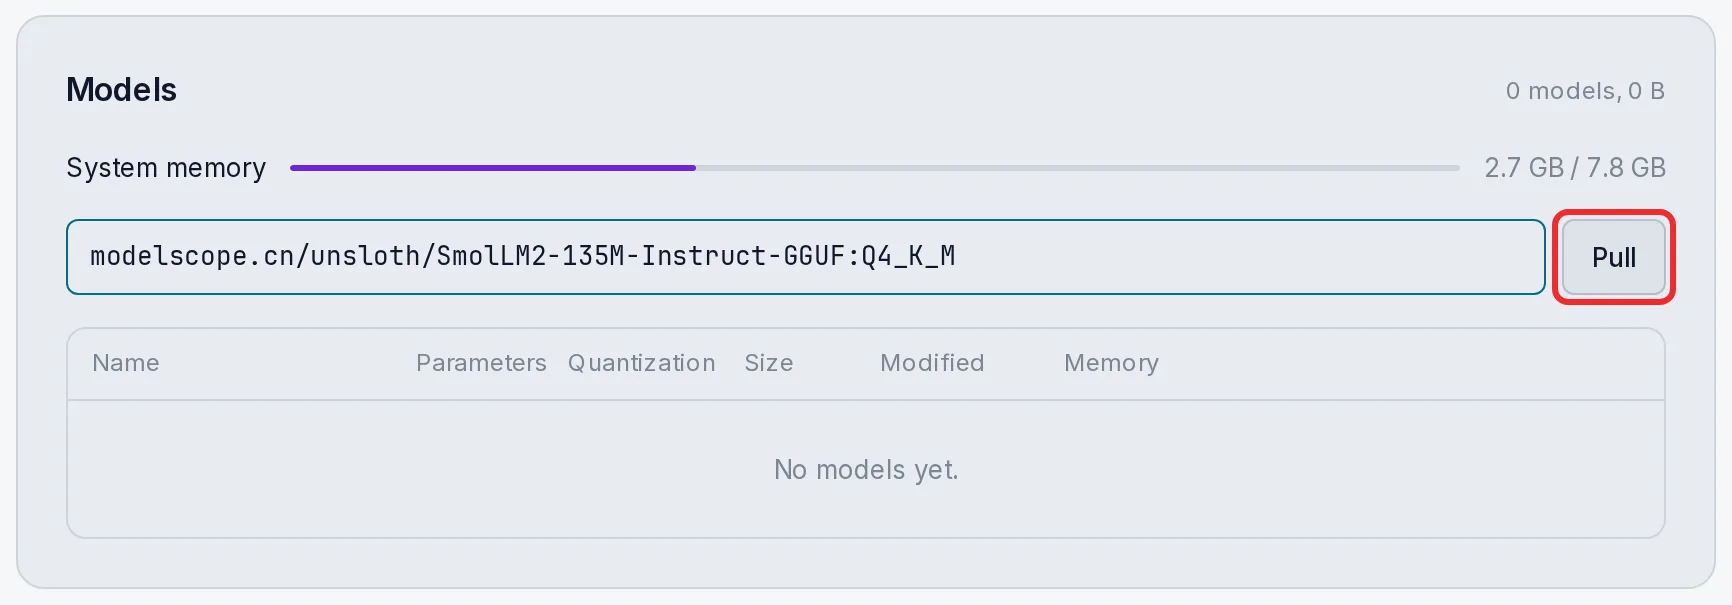 Models
0 models, 0 B
System memory
2.7 GB / 7.8 GB
modelscope.cn/unsloth/SmolLM2-135M-Instruct-GGUF:Q4_K_M
Pull
Name Parameters Quantization Size Modified Memory
No models yet.